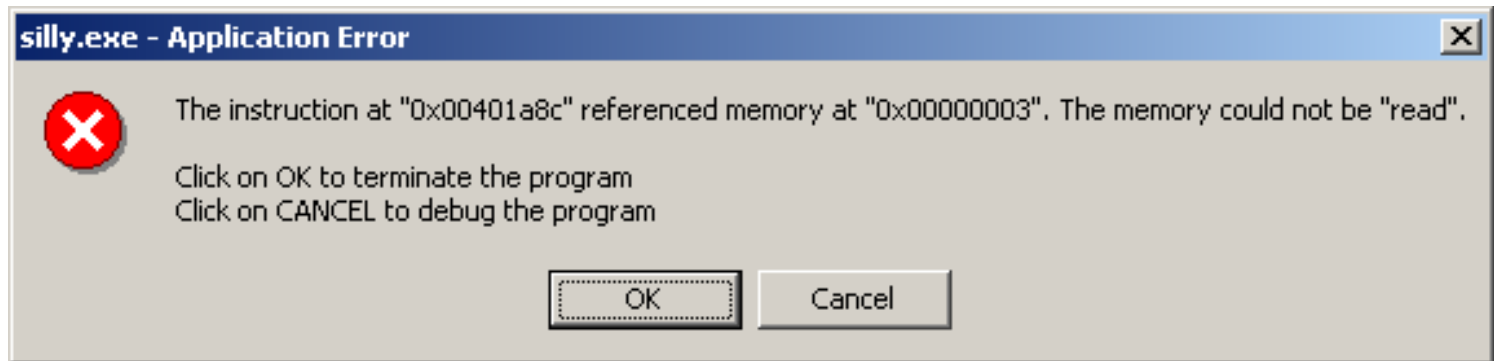 silly.exe - Application Error
The instruction at "0x00401a8c" referenced memory at "0x00000003". The memory could not be "read".
Click on OK to terminate the program
Click on CANCEL to debug the program
OK Cancel